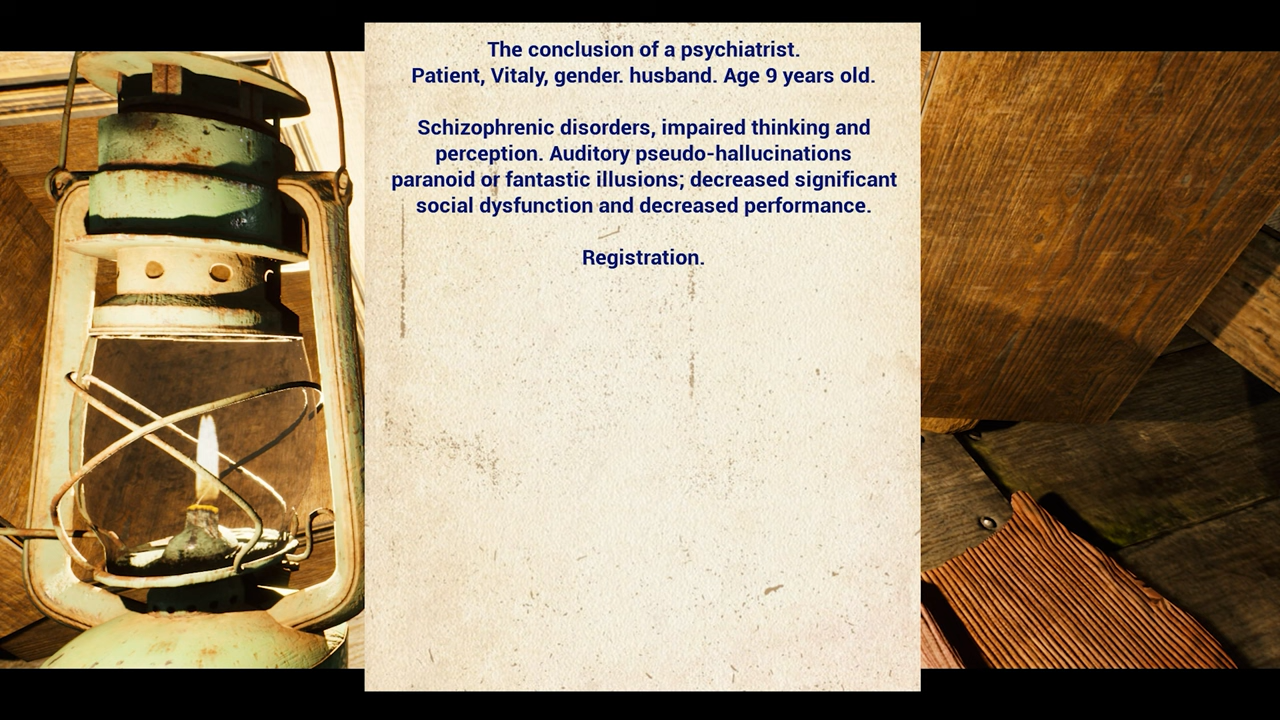 The conclusion of a psychiatrist.
Patient, Vitaly, gender. husband. Age 9 years old.
Schizophrenic disorders, impaired thinking and
perception. Auditory pseudo-hallucinations
paranoid or fantastic illusions; decreased significant
social dysfunction and decreased performance.
Registration.